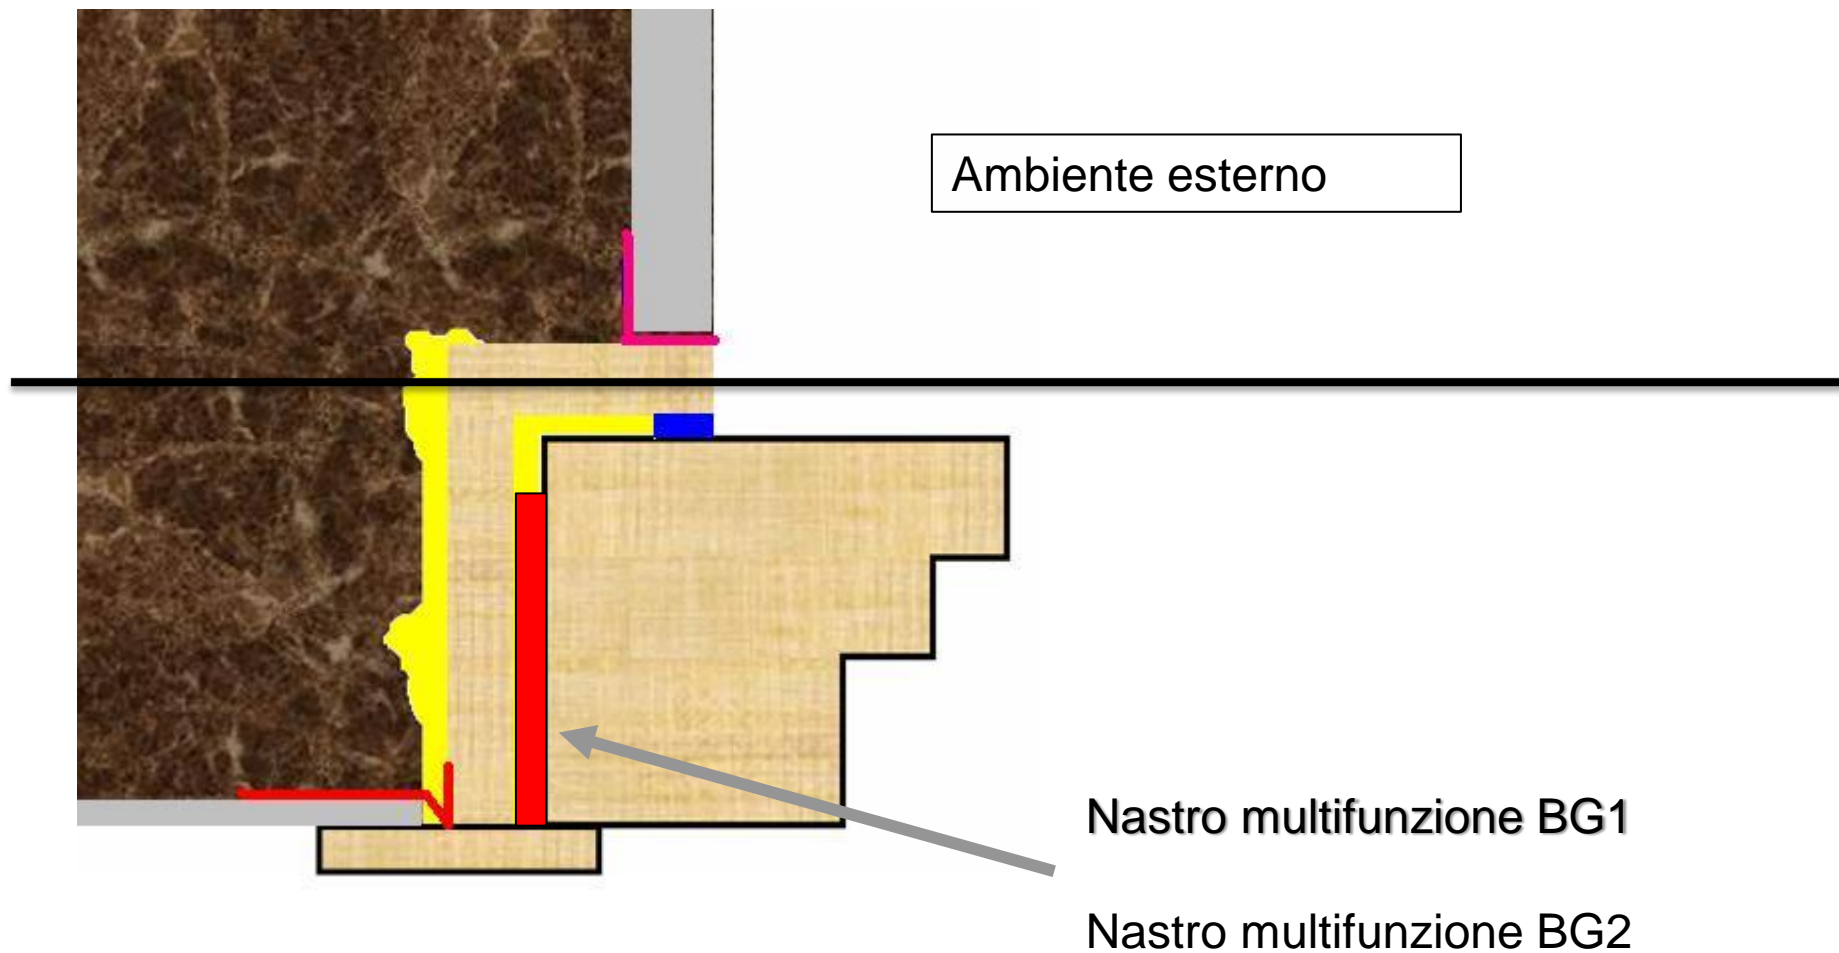 Ambiente esterno
Nastro multifunzione BG1
Nastro multifunzione BG2